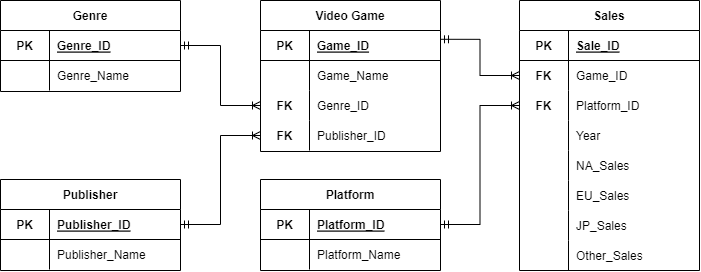 Genre
PK Genre_ID
Genre_Name
Video Game
PK Game_ID
Game_Name
FK Genre_ID
FK Publisher_ID
Sales
PK Sale_ID
FK Game_ID
FK Platform_ID
Year
NA_Sales
EU_Sales
JP_Sales
Other_Sales
Publisher
PK Publisher_ID
Publisher_Name
Platform
PK Platform_ID
Platform_Name